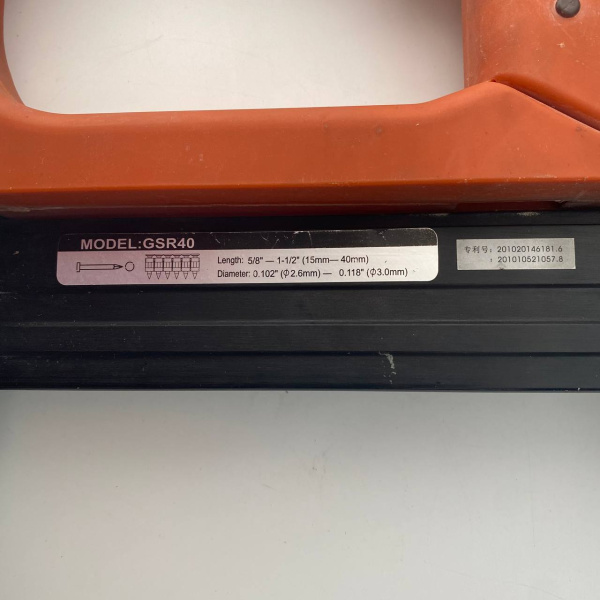 MODEL:GSR40
Length: 5/8" — 1-1/2" (15mm— 40mm)
Diameter: 0.102" (Φ2.6mm)— 0.118" (Φ3.0mm)
专利号: 201020146181.6
: 201010521057.8